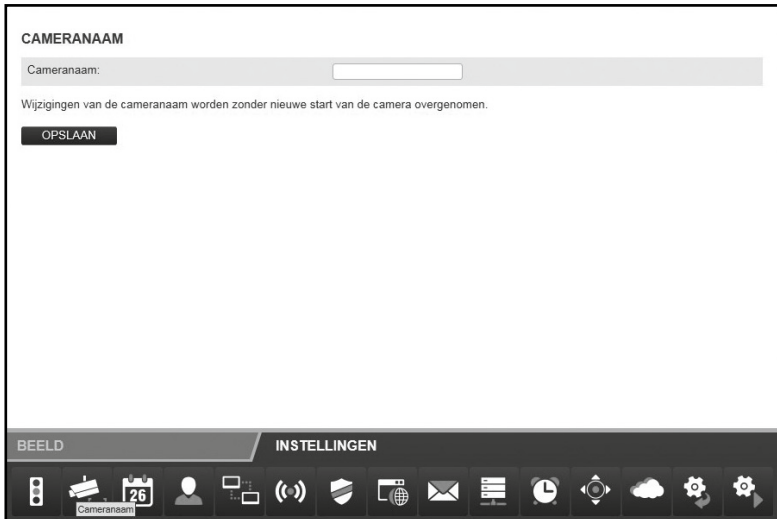 CAMERANAAM
Cameranaam:
Wijzigingen van de cameranaam worden zonder nieuwe start van de camera overgenomen.
OPSLAAN
BEELD
INSTELLINGEN
26
Cameranaam